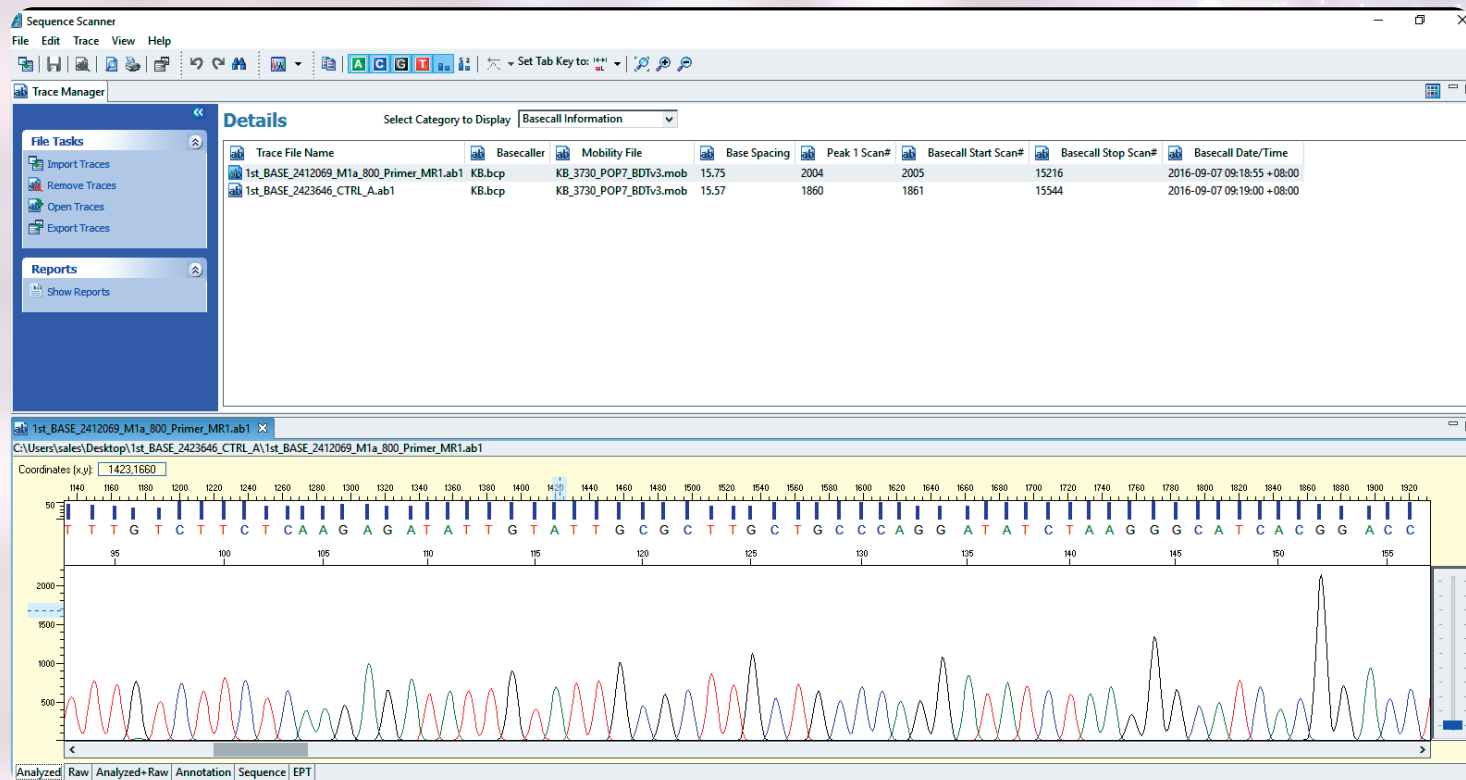 Sequence Scanner
File Edit Trace View Help
A C G T Set Tab Key to:
Trace Manager
Details Select Category to Display Basecall Information
File Tasks
Import Traces
Remove Traces
Open Traces
Export Traces
Reports
Show Reports
Trace File Name Basecaller Mobility File Base Spacing Peak 1 Scan# Basecall Start Scan# Basecall Stop Scan# Basecall Date/Time
1st_BASE_2412069_M1a_800_Primer_MR1.ab1 KB.bcp KB_3730_POP7_BDTv3.mob 15.75 2004 2005 15216 2016-09-07 09:18:55 +08:00
1st_BASE_2423646_CTRL_A.ab1 KB.bcp KB_3730_POP7_BDTv3.mob 15.57 1860 1861 15544 2016-09-07 09:19:00 +08:00
1st_BASE_2412069_M1a_800_Primer_MR1.ab1
C:\Users\sales\Desktop\1st_BASE_2423646_CTRL_A\1st_BASE_2412069_M1a_800_Primer_MR1.ab1
Coordinates (x,y): 1423,1660
1140 1160 1180 1200 1220 1240 1260 1280 1300 1320 1340 1360 1380 1400 1420 1440 1460 1480 1500 1520 1540 1560 1580 1600 1620 1640 1660 1680 1700 1720 1740 1760 1780 1800 1820 1840 1860 1880 1900 1920
50
T T T G T C T T C T C A A G A G A T A T T G T A T T G C G C T T G C T G C C C A G G A T A T C T A A G G G C A T C A C G G A C C
95 100 105 110 115 120 125 130 135 140 145 150 155
2000
1500
1000
500
Analyzed Raw Analyzed+Raw Annotation Sequence EPT